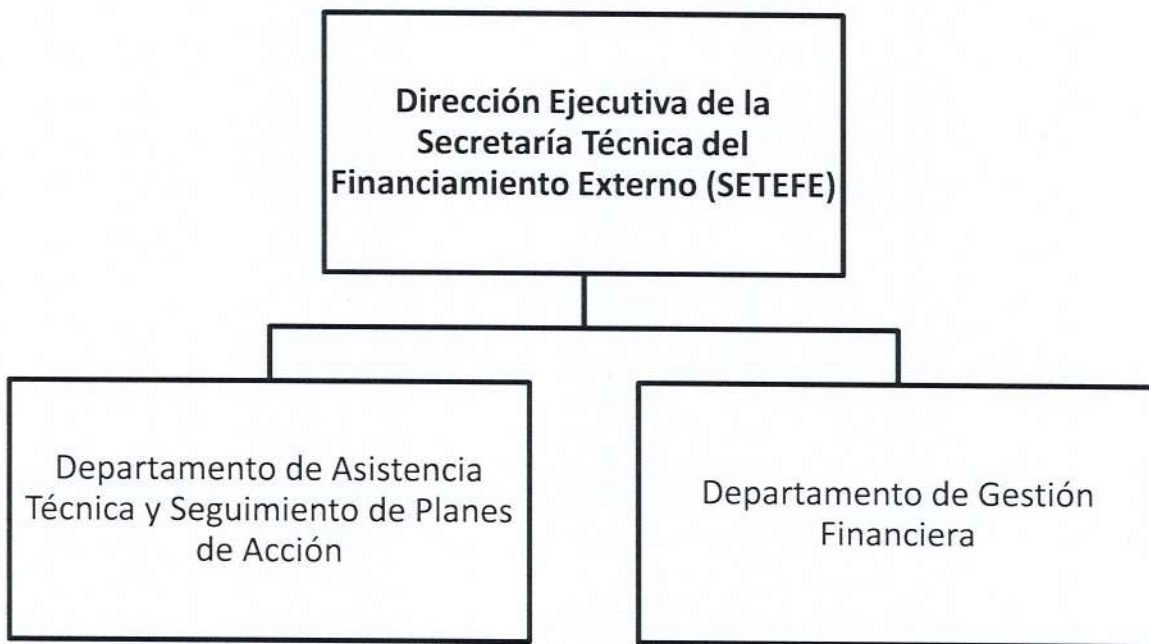 Dirección Ejecutiva de la
Secretaría Técnica del
Financiamiento Externo (SETEFE)
Departamento de Asistencia
Técnica y Seguimiento de Planes
de Acción
Departamento de Gestión
Financiera